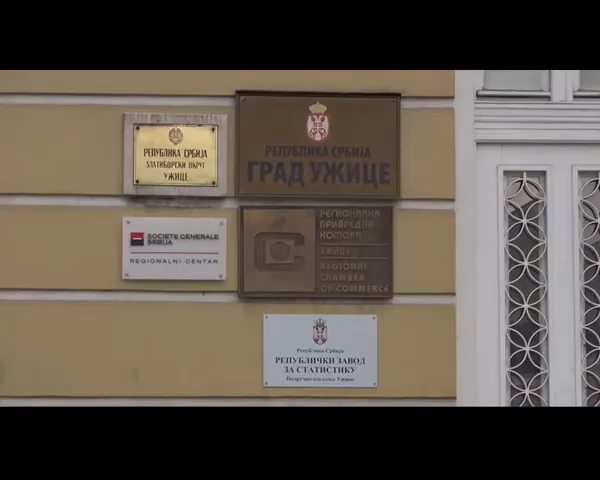 РЕПУБЛИКА СРБИЈА
ЗЛАТИБОРСКИ ОКРУГ
УЖИЦЕ
РЕПУБЛИКА СРБИЈА
ГРАД УЖИЦЕ
SOCIETE GENERALE
SRBIJA
REGIONALNI CENTAR
РЕГИОНАЛНА
ПРИВРЕДНА
КОМОРА
УЖИЦЕ
REGIONAL
CHAMBER
OF COMMERCE
Република Србија
РЕПУБЛИЧКИ ЗАВОД
ЗА СТАТИСТИКУ
Подручно одељење Ужице